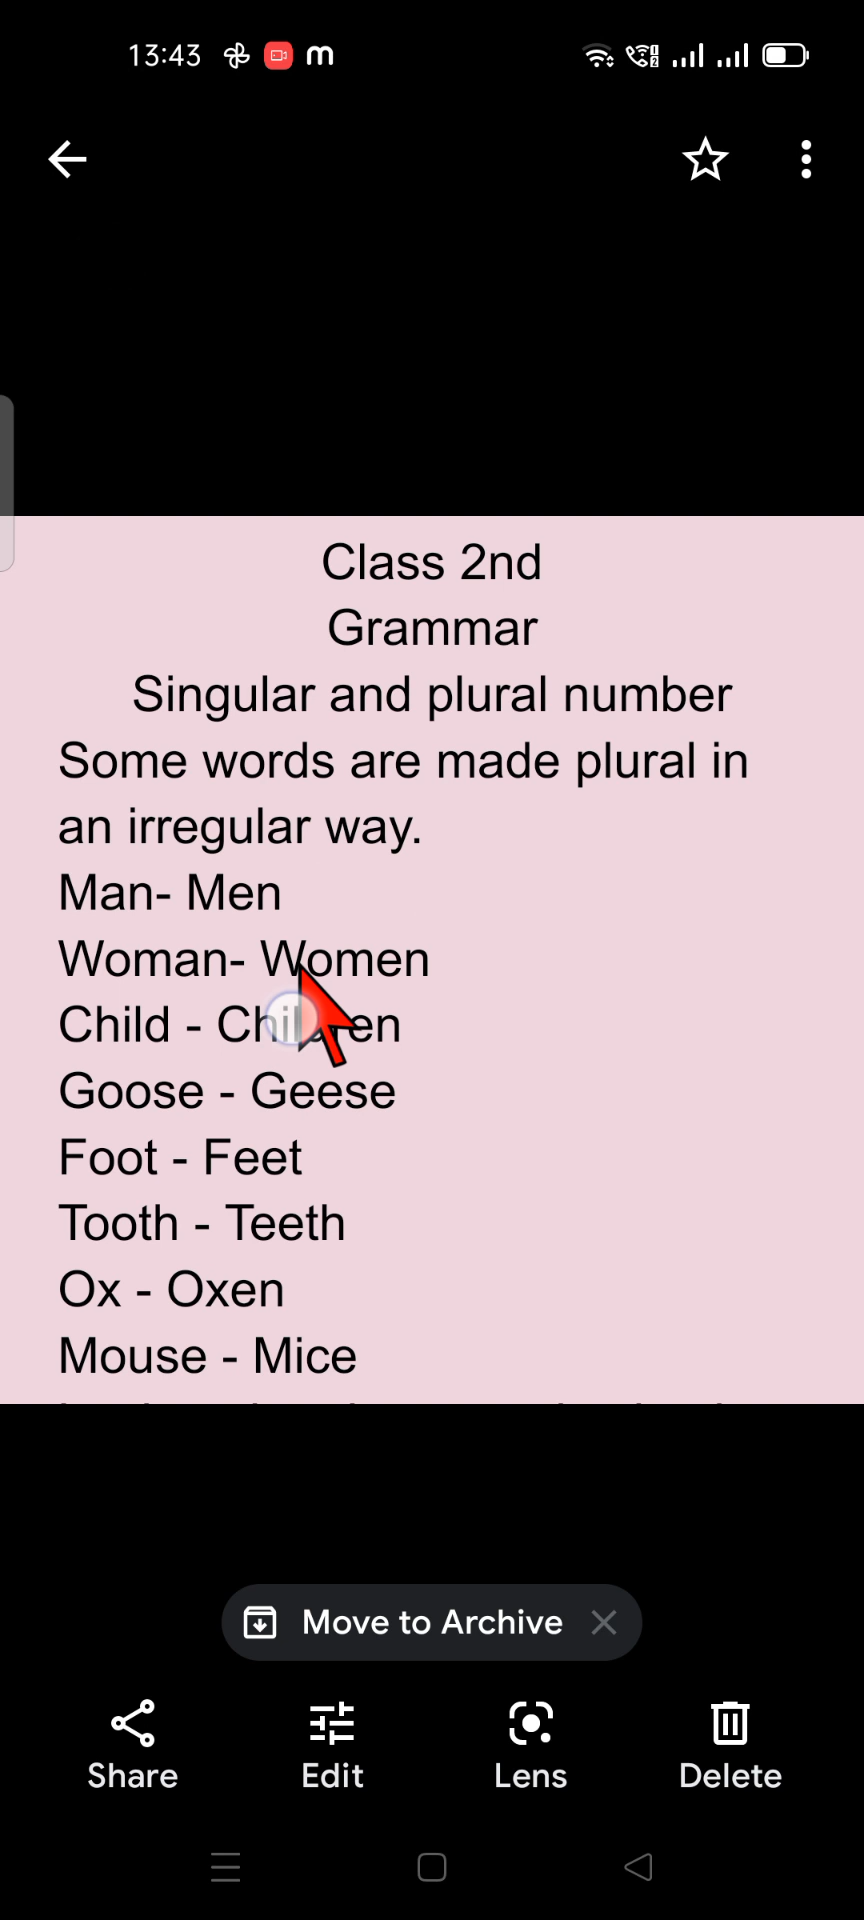 13:43
Class 2nd
Grammar
Singular and plural number
Some words are made plural in
an irregular way.
Man- Men
Woman- Women
Child - Children
Goose - Geese
Foot - Feet
Tooth - Teeth
Ox - Oxen
Mouse - Mice
Move to Archive
Share Edit Lens Delete